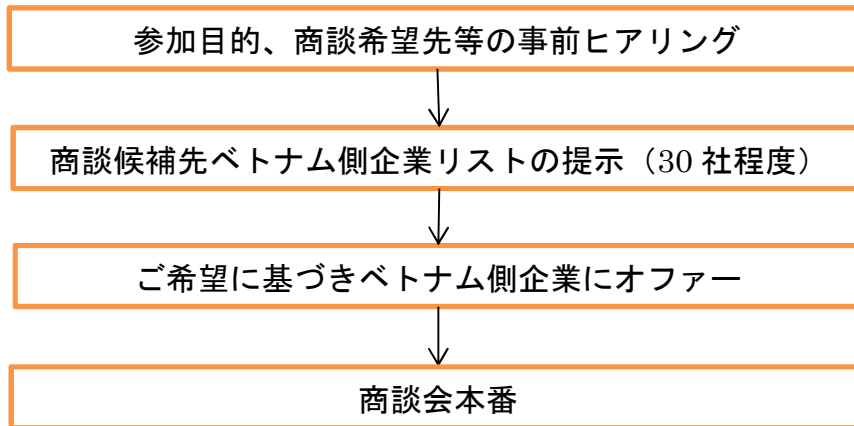 参加目的、商談希望先等の事前ヒアリング
商談候補先ベトナム側企業リストの提示（30 社程度）
ご希望に基づきベトナム側企業にオファー
商談会本番